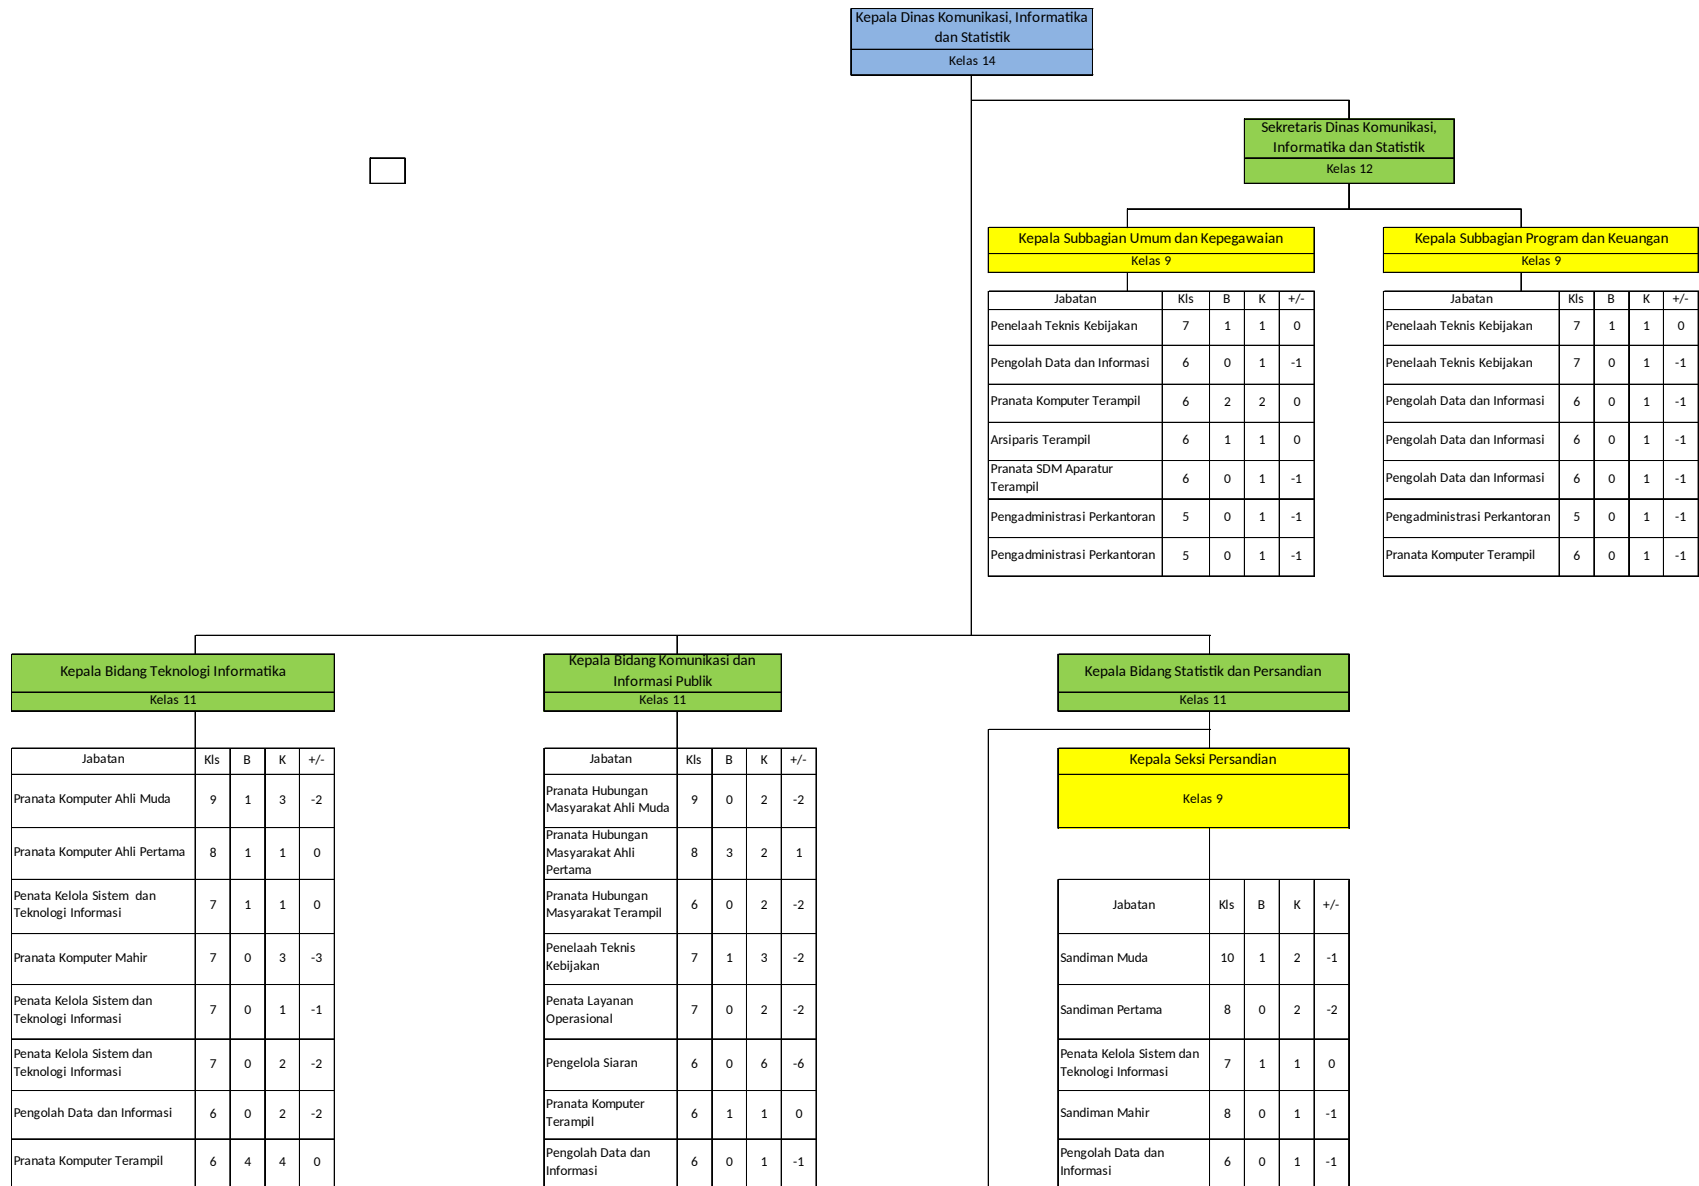 Kepala Dinas Komunikasi, Informatika
dan Statistik
Kelas 14
Sekretaris Dinas Komunikasi,
Informatika dan Statistik
Kelas 12
Kepala Subbagian Umum dan Kepegawaian
Kelas 9
Jabatan Kls B K +/-
Penelaah Teknis Kebijakan 7 1 1 0
Pengolah Data dan Informasi 6 0 1 -1
Pranata Komputer Terampil 6 2 2 0
Arsiparis Terampil 6 1 1 0
Pranata SDM Aparatur
Terampil 6 0 1 -1
Pengadministrasi Perkantoran 5 0 1 -1
Pengadministrasi Perkantoran 5 0 1 -1
Kepala Subbagian Program dan Keuangan
Kelas 9
Jabatan Kls B K +/-
Penelaah Teknis Kebijakan 7 1 1 0
Penelaah Teknis Kebijakan 7 0 1 -1
Pengolah Data dan Informasi 6 0 1 -1
Pengolah Data dan Informasi 6 0 1 -1
Pengolah Data dan Informasi 6 0 1 -1
Pengadministrasi Perkantoran 5 0 1 -1
Pranata Komputer Terampil 6 0 1 -1
Kepala Bidang Teknologi Informatika
Kelas 11
Jabatan Kls B K +/-
Pranata Komputer Ahli Muda 9 1 3 -2
Pranata Komputer Ahli Pertama 8 1 1 0
Penata Kelola Sistem dan
Teknologi Informasi 7 1 1 0
Pranata Komputer Mahir 7 0 3 -3
Penata Kelola Sistem dan
Teknologi Informasi 7 0 1 -1
Penata Kelola Sistem dan
Teknologi Informasi 7 0 2 -2
Pengolah Data dan Informasi 6 0 2 -2
Pranata Komputer Terampil 6 4 4 0
Kepala Bidang Komunikasi dan
Informasi Publik
Kelas 11
Jabatan Kls B K +/-
Pranata Hubungan
Masyarakat Ahli Muda 9 0 2 -2
Pranata Hubungan
Masyarakat Ahli 8 3 2 1
Pertama
Pranata Hubungan
Masyarakat Terampil 6 0 2 -2
Penelaah Teknis
Kebijakan 7 1 3 -2
Penata Layanan
Operasional 7 0 2 -2
Pengelola Siaran 6 0 6 -6
Pranata Komputer
Terampil 6 1 1 0
Pengolah Data dan
Informasi 6 0 1 -1
Kepala Bidang Statistik dan Persandian
Kelas 11
Kepala Seksi Persandian
Kelas 9
Jabatan Kls B K +/-
Sandiman Muda 10 1 2 -1
Sandiman Pertama 8 0 2 -2
Penata Kelola Sistem dan
Teknologi Informasi 7 1 1 0
Sandiman Mahir 8 0 1 -1
Pengolah Data dan
Informasi 6 0 1 -1